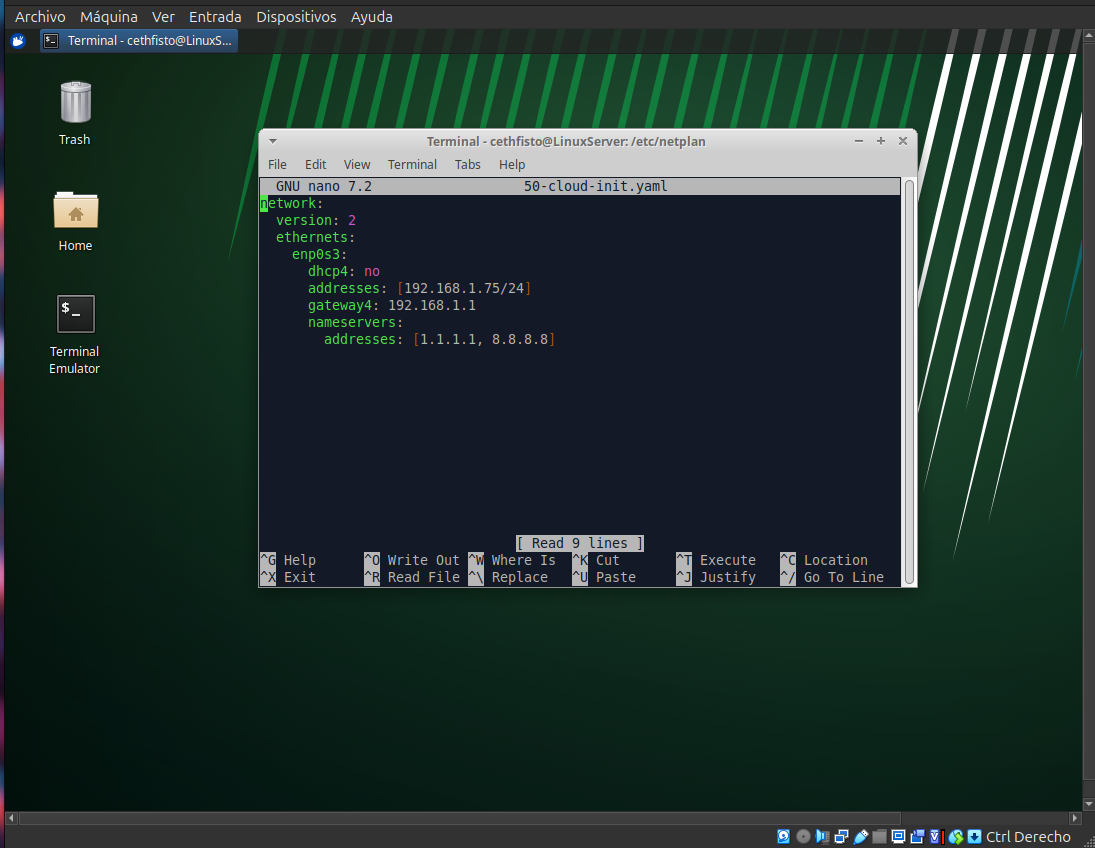 Archivo Máquina Ver Entrada Dispositivos Ayuda
Terminal - cethfisto@LinuxS...
Trash
Home
$_
Terminal
Emulator
Terminal - cethfisto@LinuxServer: /etc/netplan
File Edit View Terminal Tabs Help
GNU nano 7.2 50-cloud-init.yaml
network:
  version: 2
  ethernets:
    enp0s3:
      dhcp4: no
      addresses: [192.168.1.75/24]
      gateway4: 192.168.1.1
      nameservers:
        addresses: [1.1.1.1, 8.8.8.8]
[ Read 9 lines ]
^G Help ^O Write Out ^W Where Is ^K Cut ^T Execute ^C Location
^X Exit ^R Read File ^\ Replace ^U Paste ^J Justify ^/ Go To Line
Ctrl Derecho